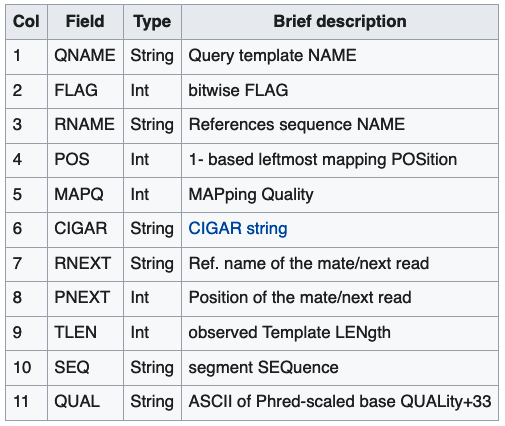 Col Field Type Brief description
1 QNAME String Query template NAME
2 FLAG Int bitwise FLAG
3 RNAME String References sequence NAME
4 POS Int 1- based leftmost mapping POSition
5 MAPQ Int MAPping Quality
6 CIGAR String CIGAR string
7 RNEXT String Ref. name of the mate/next read
8 PNEXT Int Position of the mate/next read
9 TLEN Int observed Template LENgth
10 SEQ String segment SEQuence
11 QUAL String ASCII of Phred-scaled base QUALity+33